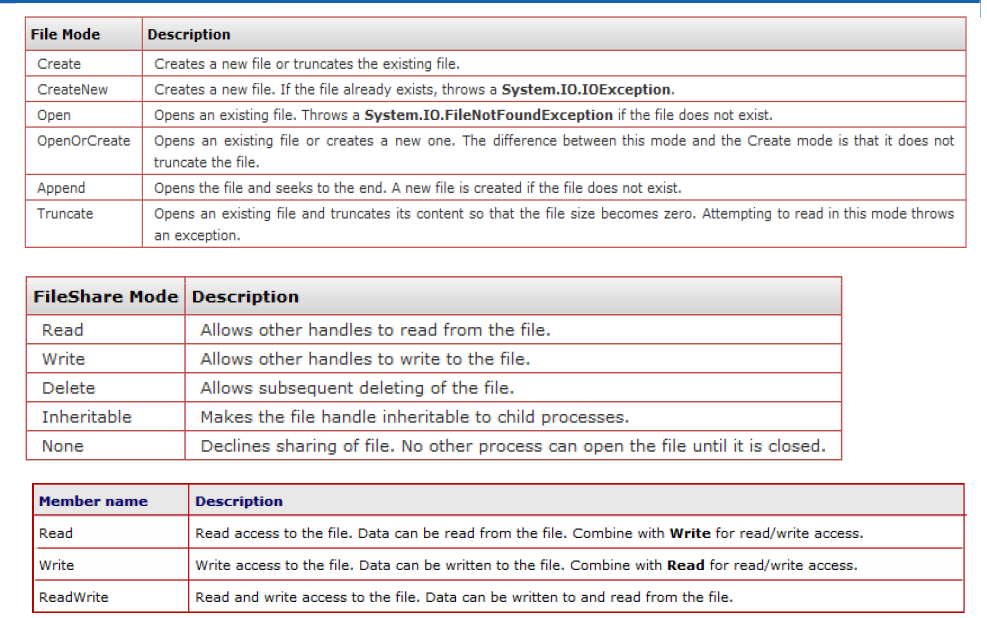 File Mode Description
Create Creates a new file or truncates the existing file.
CreateNew Creates a new file. If the file already exists, throws a System.IO.IOException.
Open Opens an existing file. Throws a System.IO.FileNotFoundException if the file does not exist.
OpenOrCreate Opens an existing file or creates a new one. The difference between this mode and the Create mode is that it does not
truncate the file.
Append Opens the file and seeks to the end. A new file is created if the file does not exist.
Truncate Opens an existing file and truncates its content so that the file size becomes zero. Attempting to read in this mode throws
an exception.
FileShare Mode Description
Read Allows other handles to read from the file.
Write Allows other handles to write to the file.
Delete Allows subsequent deleting of the file.
Inheritable Makes the file handle inheritable to child processes.
None Declines sharing of file. No other process can open the file until it is closed.
Member name Description
Read Read access to the file. Data can be read from the file. Combine with Write for read/write access.
Write Write access to the file. Data can be written to the file. Combine with Read for read/write access.
ReadWrite Read and write access to the file. Data can be written to and read from the file.